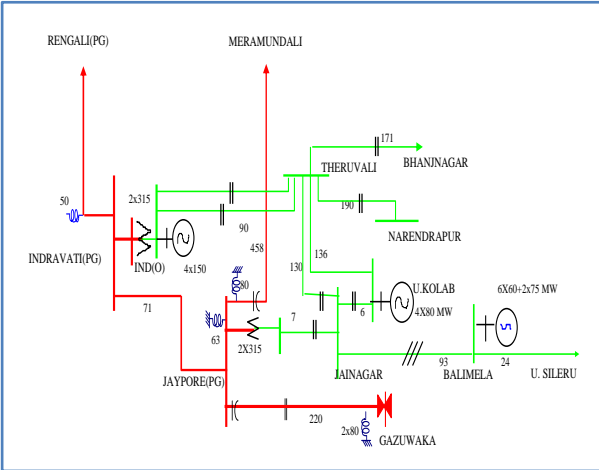 RENGALI(PG)
MERAMUNDALI
171
THERUVALI
BHANJNAGAR
2x315
50
190
90
NARENDRAPUR
458
136
INDRAVATI(PG)
IND(O)
4x150
130
80
U.KOLAB
6X60+2x75 MW
71
7
6
4X80 MW
63
2X315
93
24
JAYPORE(PG)
JAINAGAR
BALIMELA
U. SILERU
220
2x80
GAZUWAKA